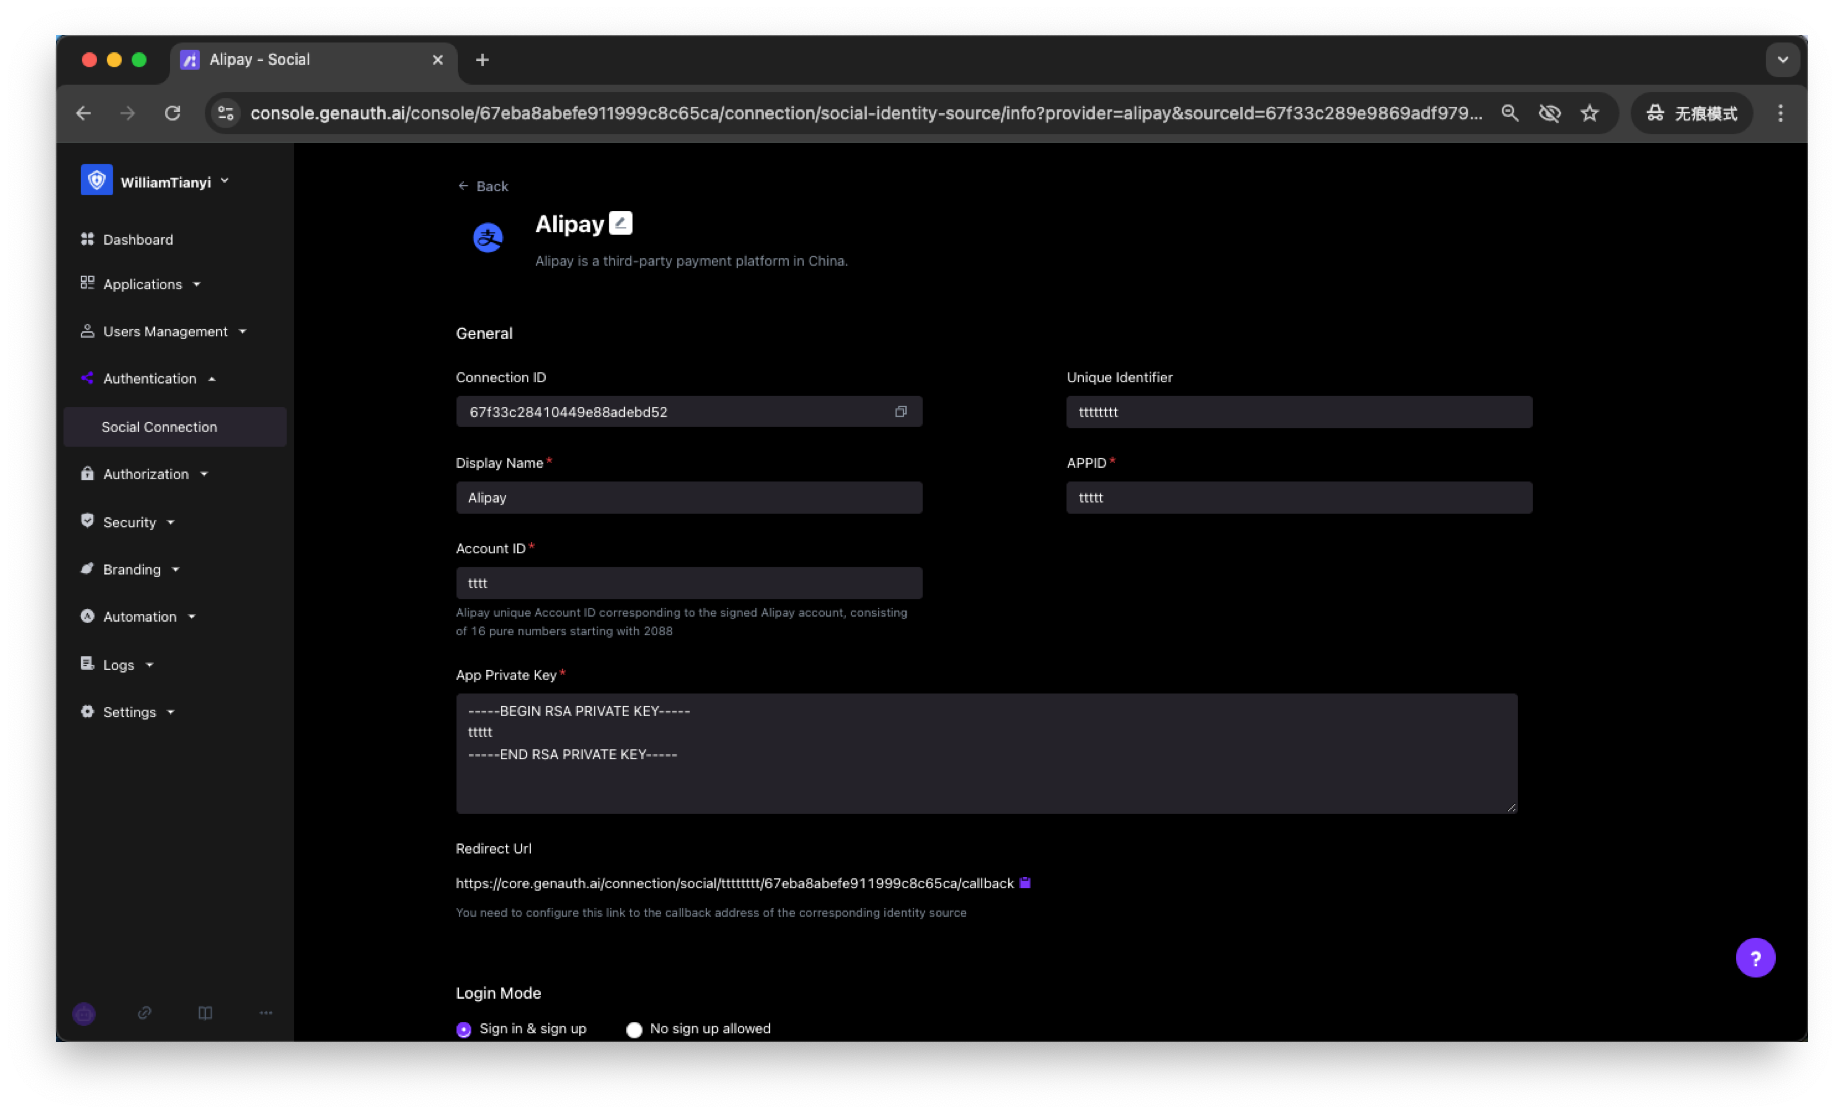 Alipay - Social
console.genauth.ai/console/67eba8abefe911999c8c65ca/connection/social-identity-source/info?provider=alipay&sourceId=67f33c289e9869adf979...
无痕模式
WilliamTianyi
Dashboard
Applications
Users Management
Authentication
Social Connection
Authorization
Security
Branding
Automation
Logs
Settings
Back
Alipay
Alipay is a third-party payment platform in China.
General
Connection ID
67f33c28410449e88adebd52
Unique Identifier
tttttttt
Display Name*
Alipay
APPID*
ttttt
Account ID*
tttt
Alipay unique Account ID corresponding to the signed Alipay account, consisting
of 16 pure numbers starting with 2088
App Private Key*
-----BEGIN RSA PRIVATE KEY-----
ttttt
-----END RSA PRIVATE KEY-----
Redirect Url
https://core.genauth.ai/connection/social/tttttttt/67eba8abefe911999c8c65ca/callback
You need to configure this link to the callback address of the corresponding identity source
Login Mode
Sign in & sign up
No sign up allowed
?